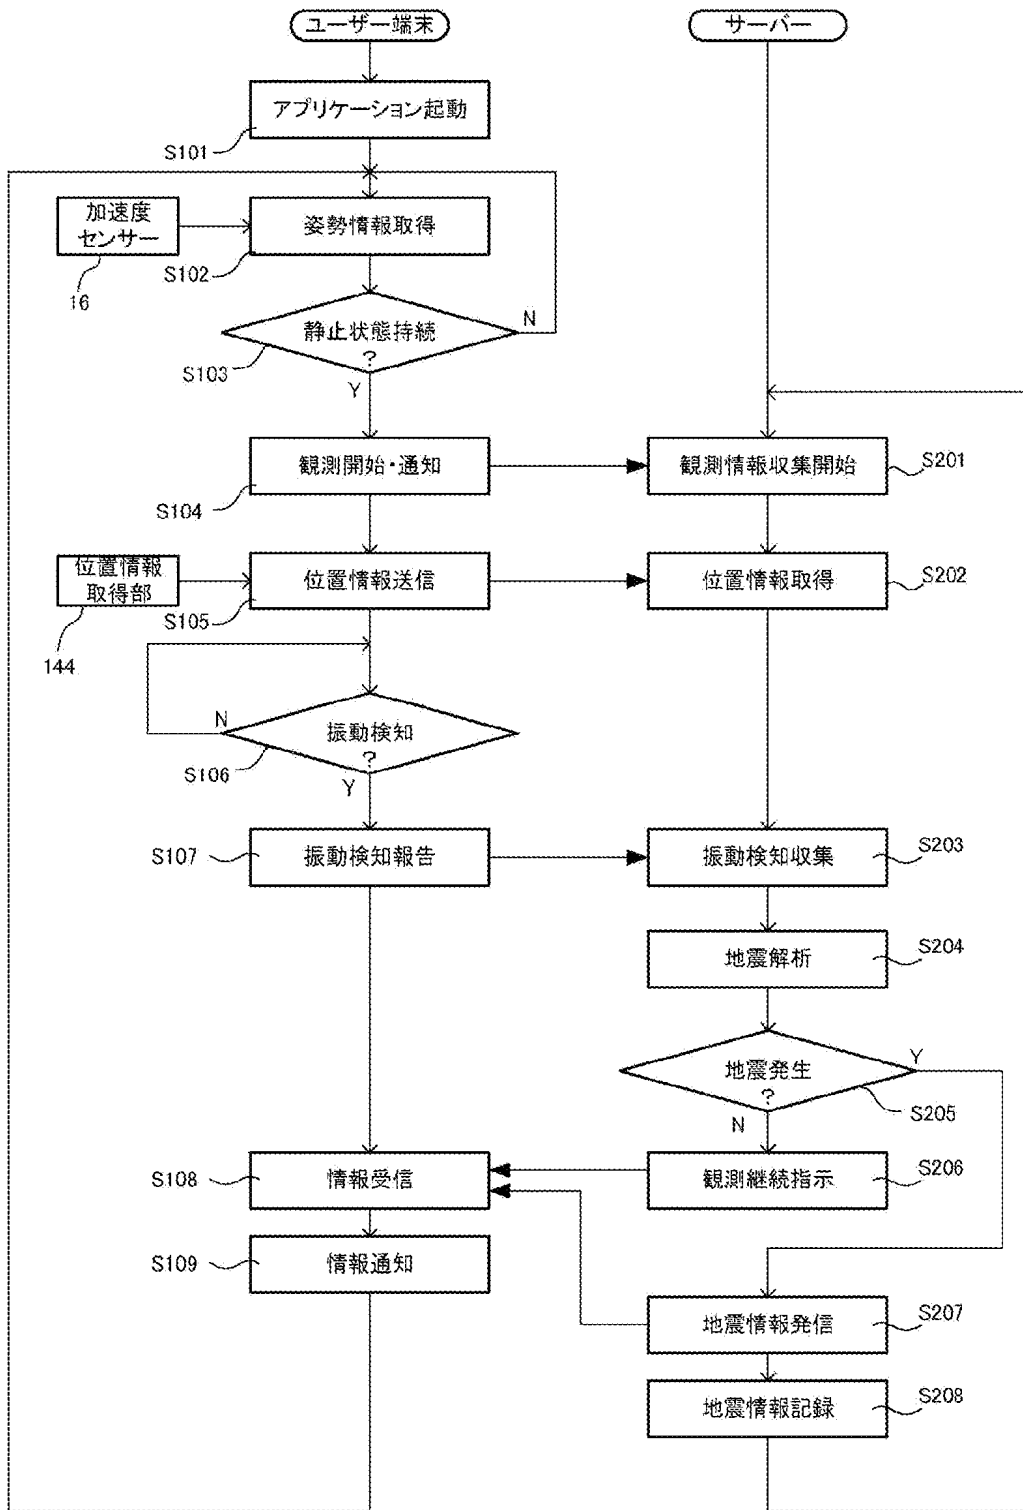 ユーザー端末
サーバー
アプリケーション起動
S101
加速度
センサー
16
姿勢情報取得
S102
静止状態持続
?
N
S103
Y
観測開始・通知
S104
観測情報収集開始
S201
位置情報
取得部
144
位置情報送信
S105
位置情報取得
S202
N
振動検知
?
S106
Y
S107
振動検知報告
振動検知収集
S203
地震解析
S204
地震発生
?
Y
S205
N
S108
情報受信
観測継続指示
S206
S109
情報通知
地震情報発信
S207
地震情報記録
S208